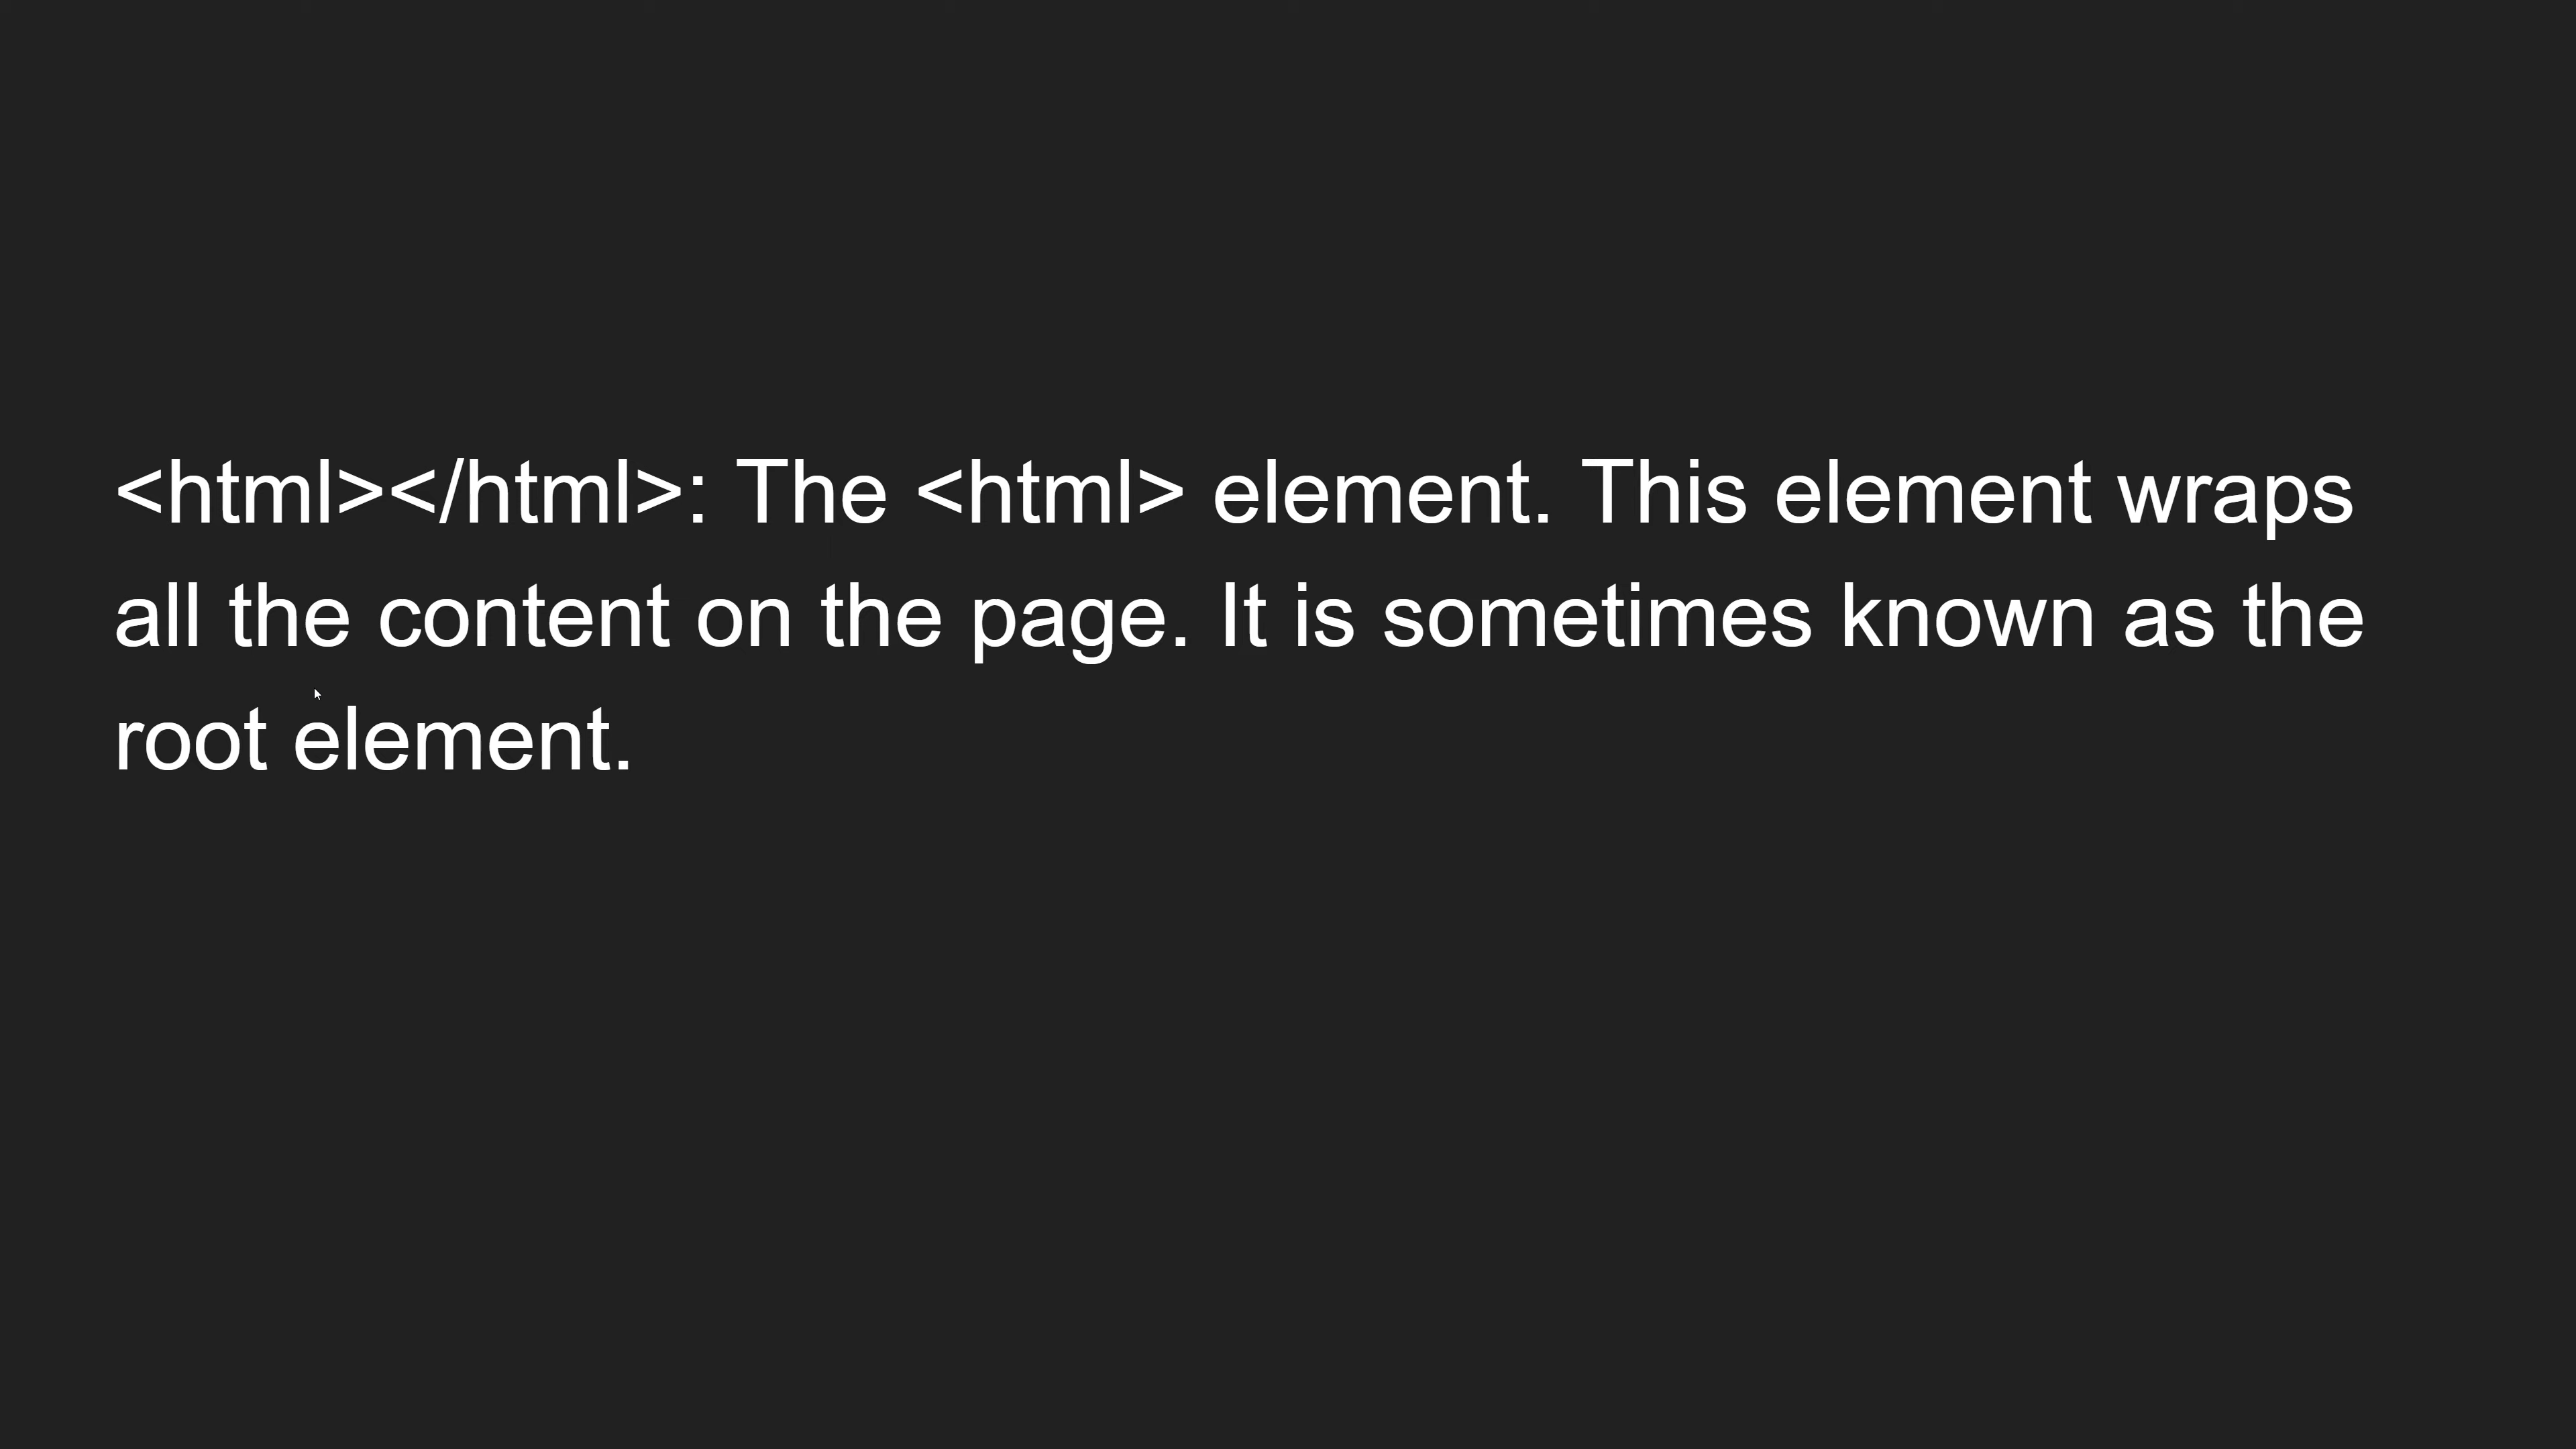 <html></html>: The <html> element. This element wraps
all the content on the page. It is sometimes known as the
root element.